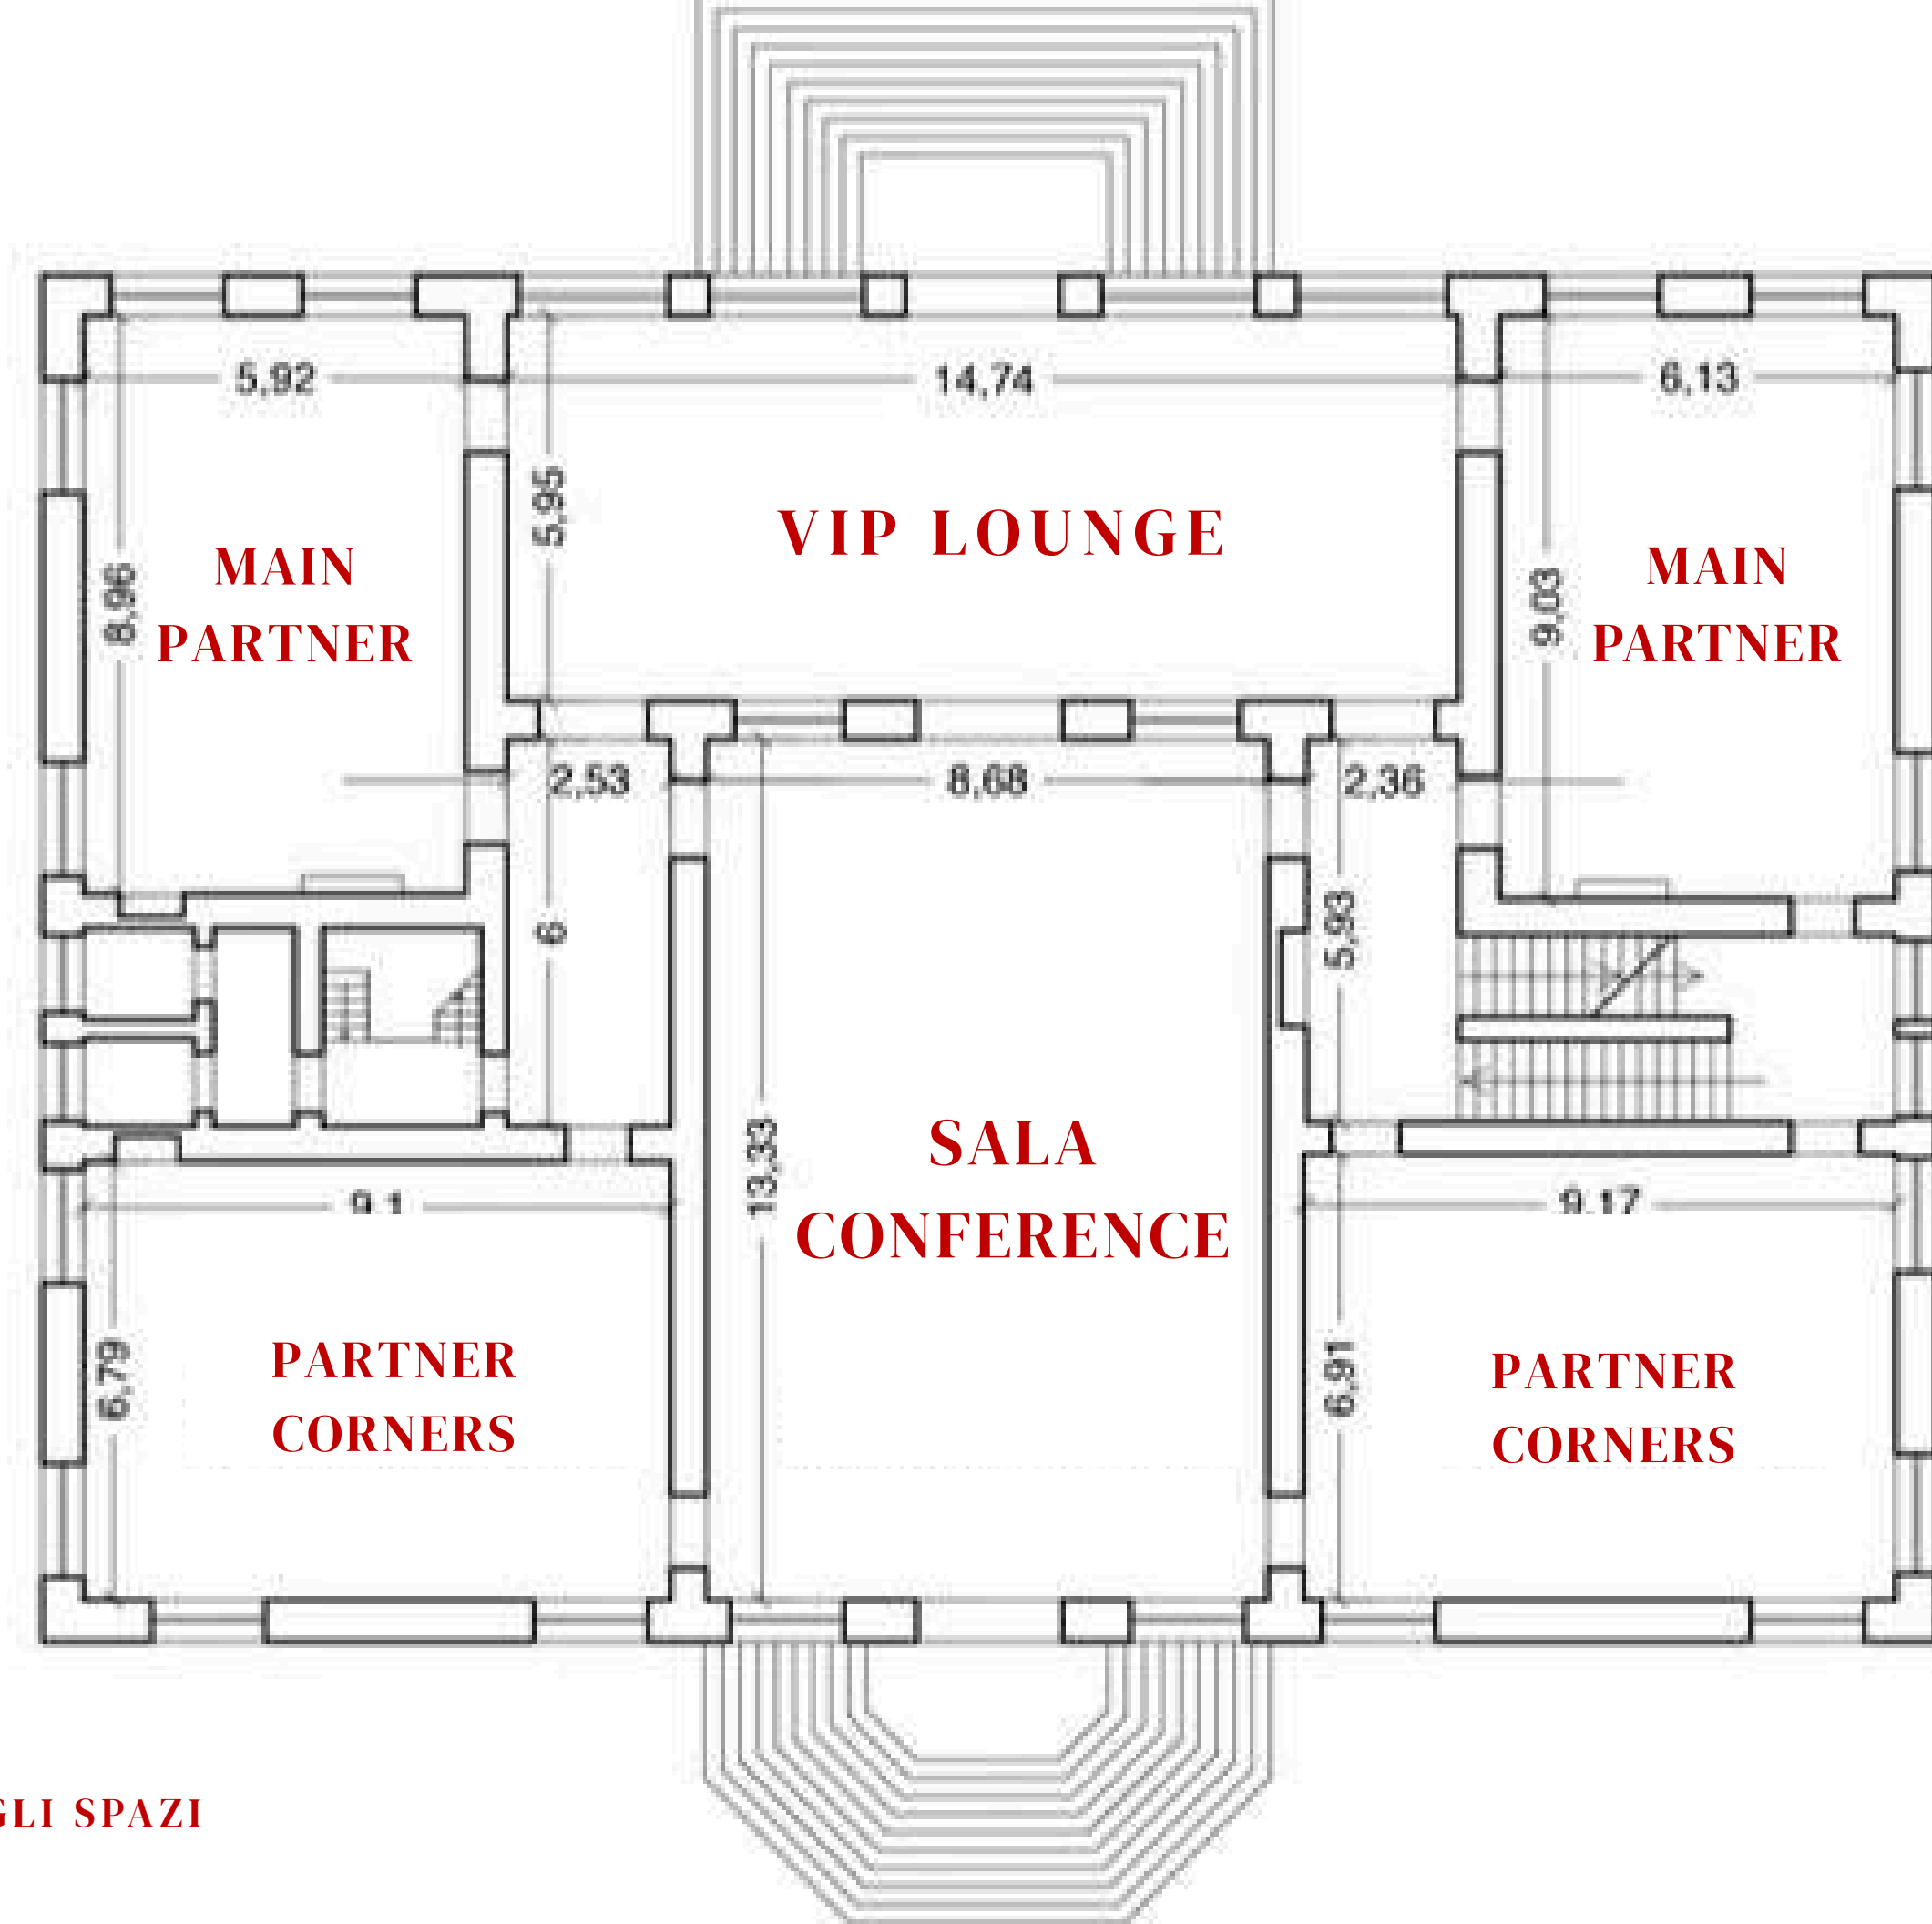 5,92
14,74
6,13
5,95
VIP LOUNGE
MAIN
PARTNER
8,96
MAIN
PARTNER
9,03
2,53
8,68
2,36
6
5,93
13,33
SALA
CONFERENCE
9,1
9,17
6,79
PARTNER
CORNERS
6,91
PARTNER
CORNERS
GLI SPAZI